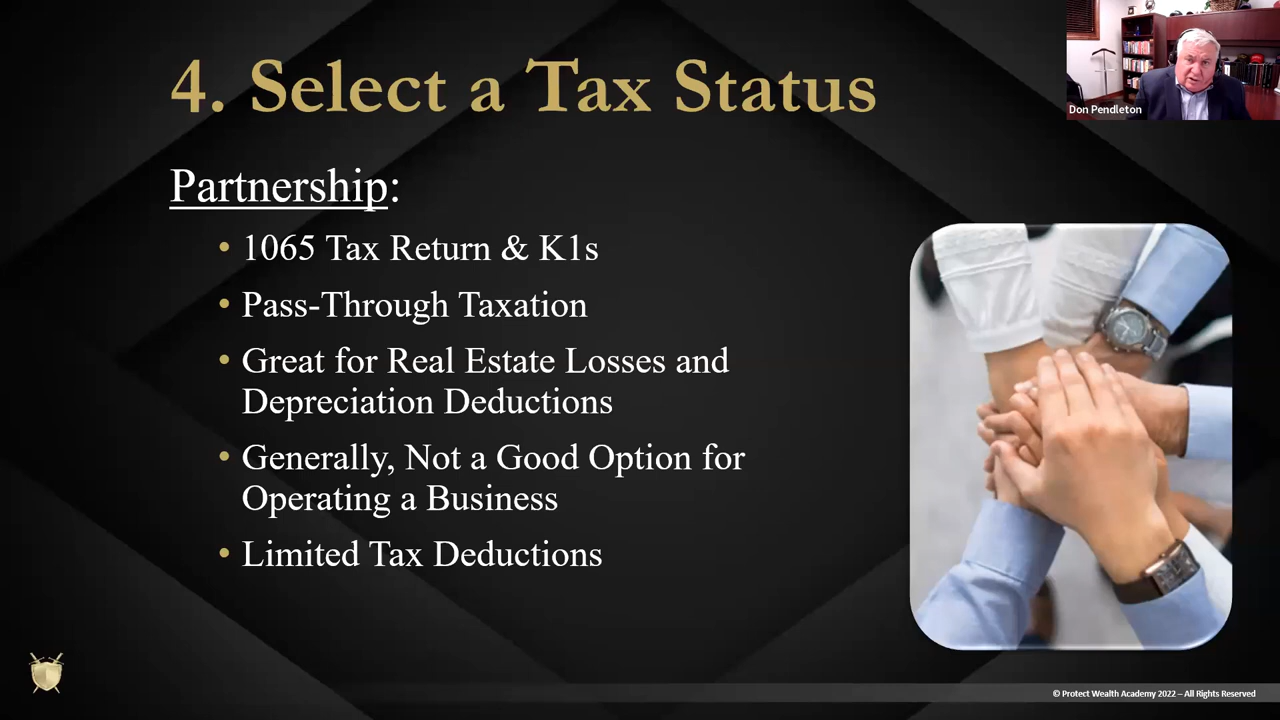 4. Select a Tax Status
Don Pendleton
Partnership:
• 1065 Tax Return & K1s
• Pass-Through Taxation
• Great for Real Estate Losses and
Depreciation Deductions
• Generally, Not a Good Option for
Operating a Business
• Limited Tax Deductions
© Protect Wealth Academy 2022 – All Rights Reserved